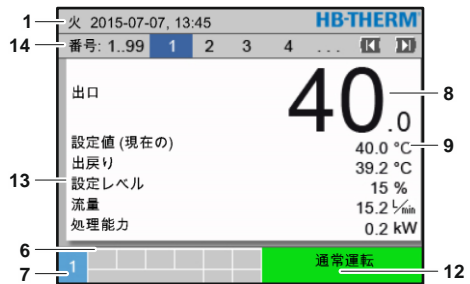 1 火 2015-07-07, 13:45 HB-THERM
14 番号: 1..99 1 2 3 4 ...
出口 40.0 8
設定値 (現在の) 40.0 °C 9
出戻り 39.2 °C
13 設定レベル 15 %
流量 15.2 L/min
処理能力 0.2 kW
6
7 1 通常運転 12